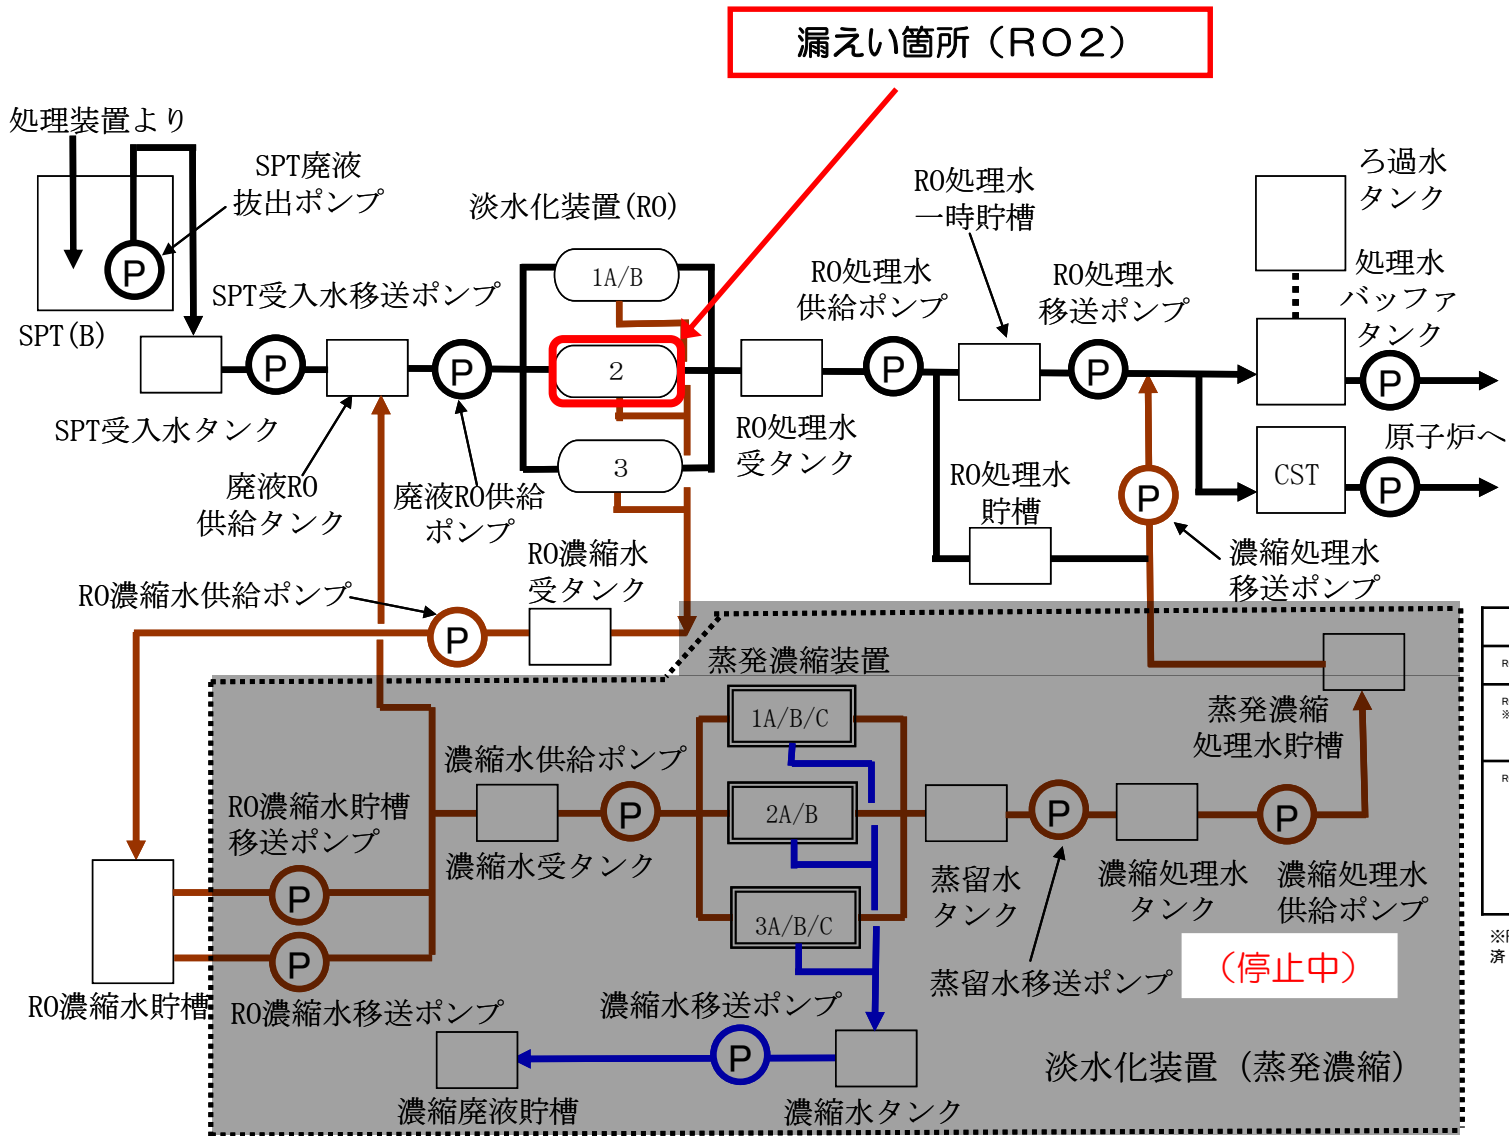 漏えい箇所（ＲＯ２）
処理装置より
SPT廃液
抜出ポンプ
P
SPT(B)
SPT受入水移送ポンプ
P
SPT受入水タンク
淡水化装置(RO)
1A/B
2
3
P
廃液RO
供給タンク
廃液RO供給
ポンプ
RO処理水
供給ポンプ
P
RO処理水
受タンク
RO処理水
一時貯槽
RO処理水
移送ポンプ
P
ろ過水
タンク
処理水
バッファ
タンク
P
原子炉へ
CST
P
RO処理水
貯槽
P
濃縮処理水
移送ポンプ
RO濃縮水
受タンク
RO濃縮水供給ポンプ
P
蒸発濃縮装置
1A/B/C
2A/B
3A/B/C
蒸発濃縮
処理水貯槽
濃縮水供給ポンプ
P
濃縮水受タンク
RO濃縮水貯槽
移送ポンプ
P
P
RO濃縮水貯槽
RO濃縮水移送ポンプ
蒸留水
タンク
P
蒸留水移送ポンプ
濃縮処理水
タンク
P
濃縮処理水
供給ポンプ
（停止中）
濃縮水移送ポンプ
P
濃縮廃液貯槽
濃縮水タンク
淡水化装置（蒸発濃縮）
R
R
※
R
済